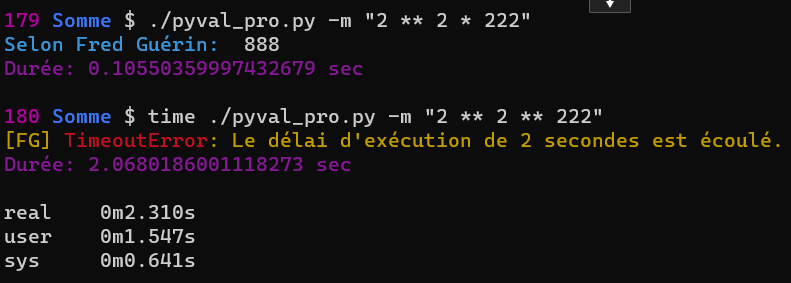 179 Somme $ ./pyval_pro.py -m "2 ** 2 * 222"
Selon Fred Guérin:  888
Durée: 0.10550359997432679 sec
180 Somme $ time ./pyval_pro.py -m "2 ** 2 ** 222"
[FG] TimeoutError: Le délai d'exécution de 2 secondes est écoulé.
Durée: 2.0680186001118273 sec
real    0m2.310s
user    0m1.547s
sys     0m0.641s